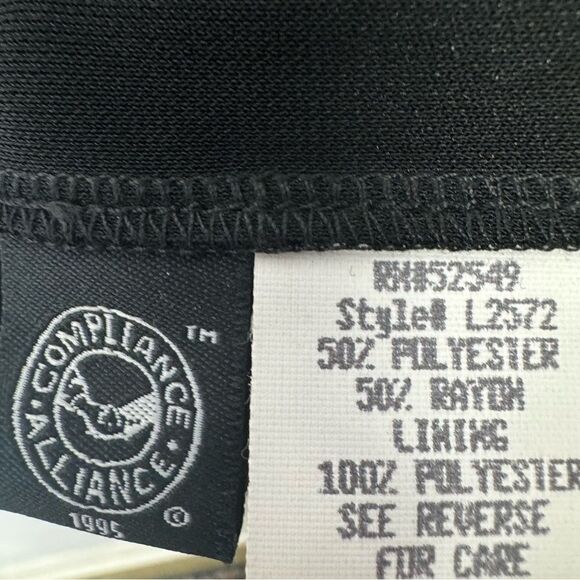 COMPLIANCE
ALLIANCE
TM
1995 ©
RN#52549
Style# L2572
50% POLYESTER
50% RAYON
LINING
100% POLYESTER
SEE REVERSE
FOR CARE